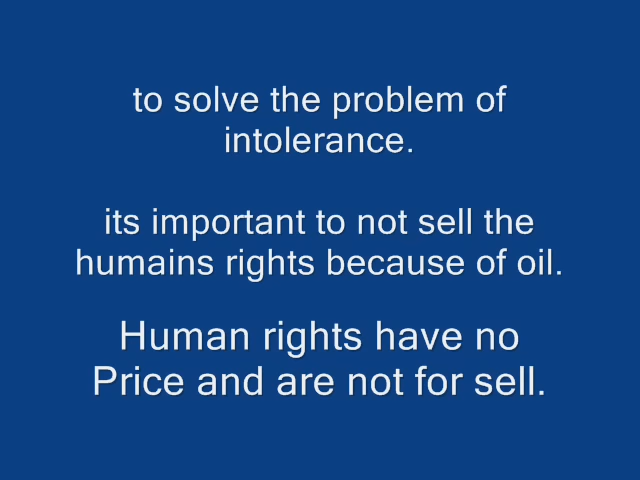 to solve the problem of
intolerance.
its important to not sell the
humains rights because of oil.
Human rights have no
Price and are not for sell.